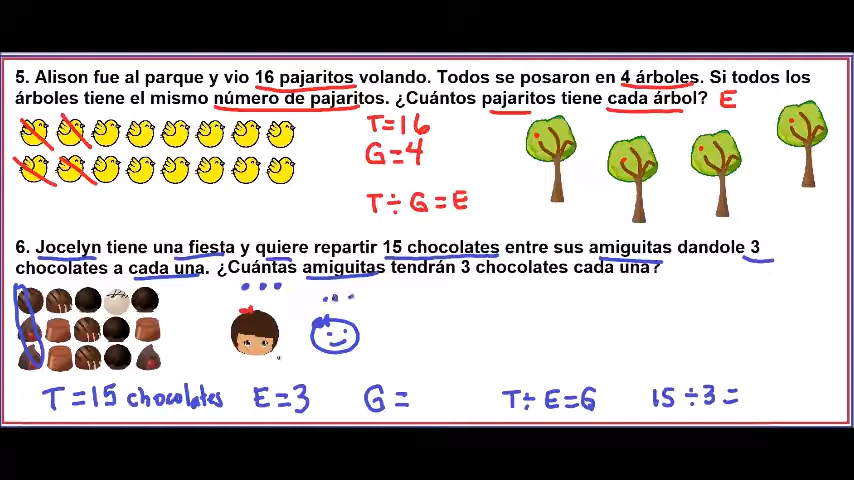 5. Alison fue al parque y vio 16 pajaritos volando. Todos se posaron en 4 árboles. Si todos los
árboles tiene el mismo número de pajaritos. ¿Cuántos pajaritos tiene cada árbol? E
T=16
G=4
T÷G=E
6. Jocelyn tiene una fiesta y quiere repartir 15 chocolates entre sus amiguitas dandole 3
chocolates a cada una. ¿Cuántas amiguitas tendrán 3 chocolates cada una?
T=15 chocolates E=3 G= T÷E=G 15÷3=